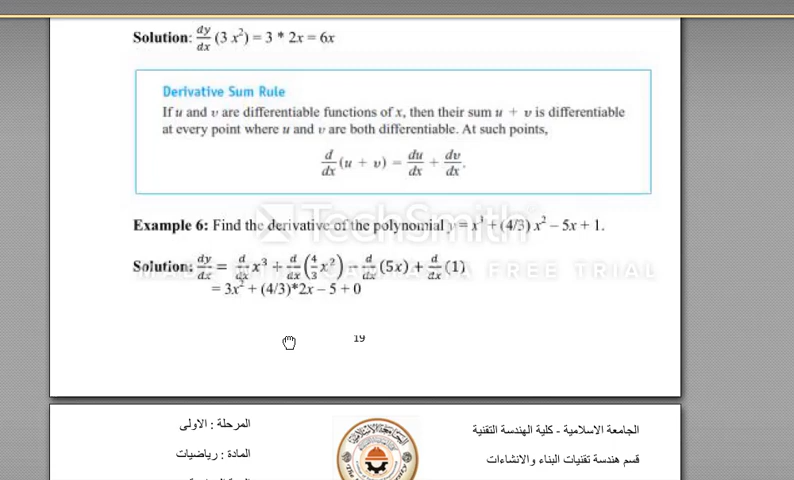 Solution: dy/dx (3 x²) = 3 * 2x = 6x
Derivative Sum Rule
If u and v are differentiable functions of x, then their sum u + v is differentiable
at every point where u and v are both differentiable. At such points,
d/dx (u + v) = du/dx + dv/dx.
TechSmith
Example 6: Find the derivative of the polynomial y = x³ + (4/3) x² – 5x + 1.
Solution: dy/dx = d/dx x³ + d/dx (4/3 x²) – d/dx (5x) + d/dx (1)
FREE TRIAL
= 3x² + (4/3)*2x – 5 + 0
19
الجامعة الاسلامية - كلية الهندسة التقنية
المرحلة : الاولى
قسم هندسة تقنيات البناء والانشاءات
المادة : رياضيات